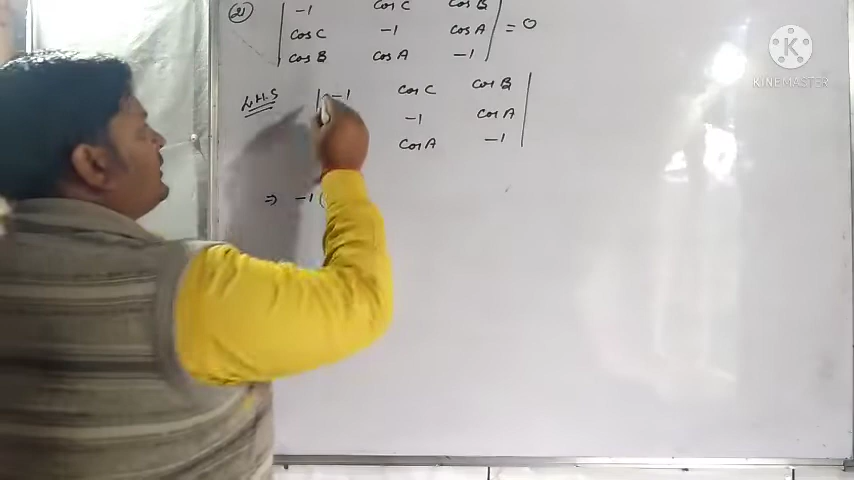 21 | -1 cos C cos B |
| cos C -1 cos A | = 0
| cos B cos A -1 |
L.H.S | -1 cos C cos B |
-1 cos A
cos A -1
⇒ -1 (
KINEMASTER